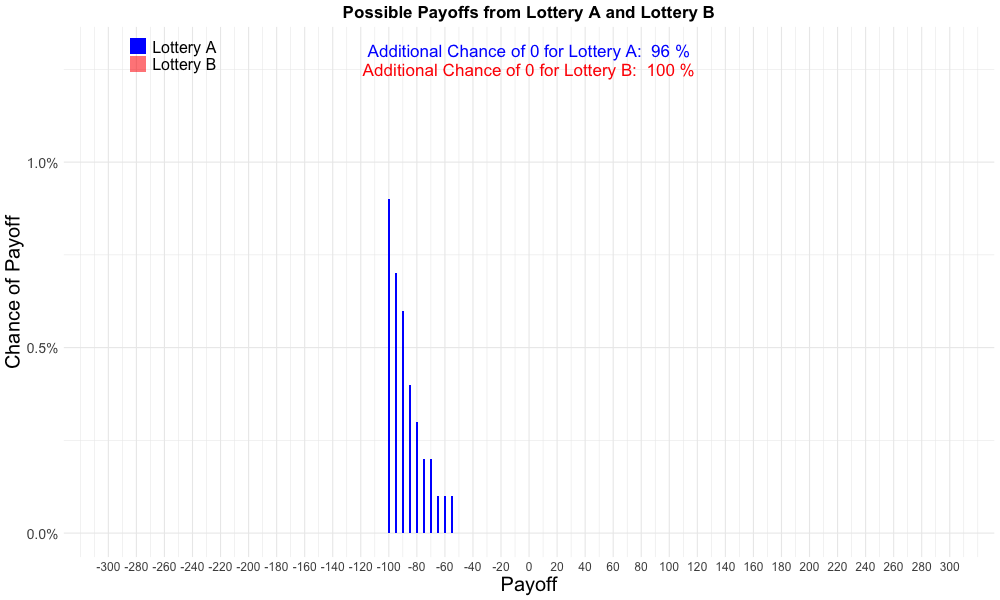 Possible Payoffs from Lottery A and Lottery B
Lottery A
Lottery B
Additional Chance of 0 for Lottery A:  96 %
Additional Chance of 0 for Lottery B:  100 %
Chance of Payoff
1.0%
0.5%
0.0%
-300 -280 -260 -240 -220 -200 -180 -160 -140 -120 -100 -80 -60 -40 -20 0 20 40 60 80 100 120 140 160 180 200 220 240 260 280 300
Payoff